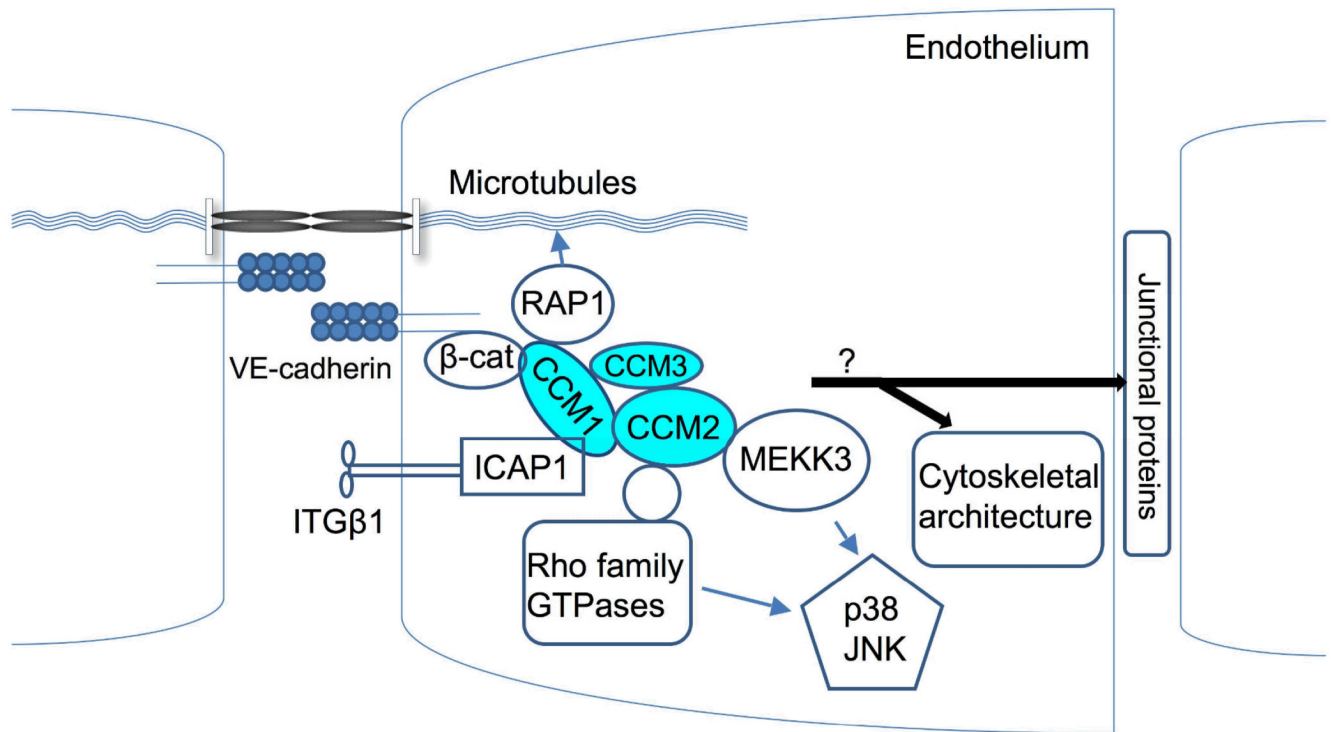 Endothelium
Microtubules
RAP1
β-cat
VE-cadherin
CCM1
CCM3
CCM2
MEKK3
ICAP1
ITGβ1
Rho family
GTPases
p38
JNK
?
Cytoskeletal
architecture
Junctional proteins